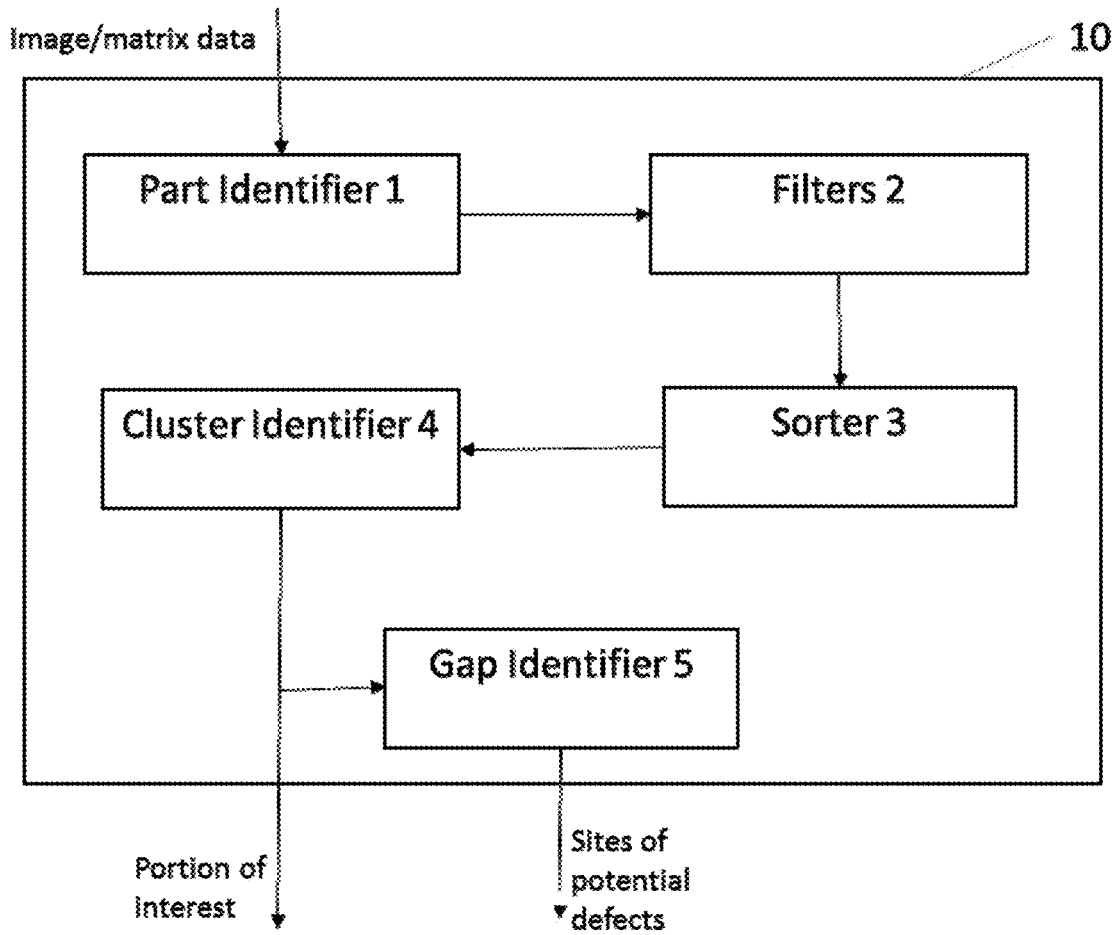 Image/matrix data
10
Part Identifier 1
Filters 2
Cluster Identifier 4
Sorter 3
Gap Identifier 5
Portion of
interest
Sites of
potential
defects